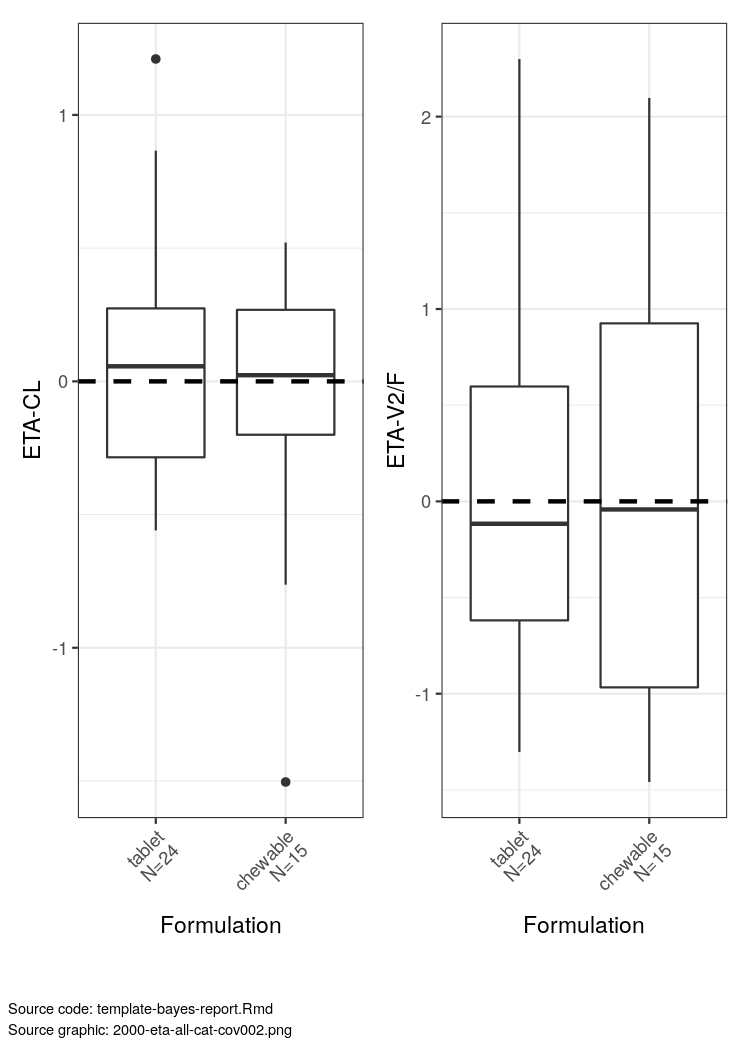 ETA-CL
1
0
-1
tablet
N=24
chewable
N=15
Formulation
ETA-V2/F
2
1
0
-1
tablet
N=24
chewable
N=15
Formulation
Source code: template-bayes-report.Rmd
Source graphic: 2000-eta-all-cat-cov002.png